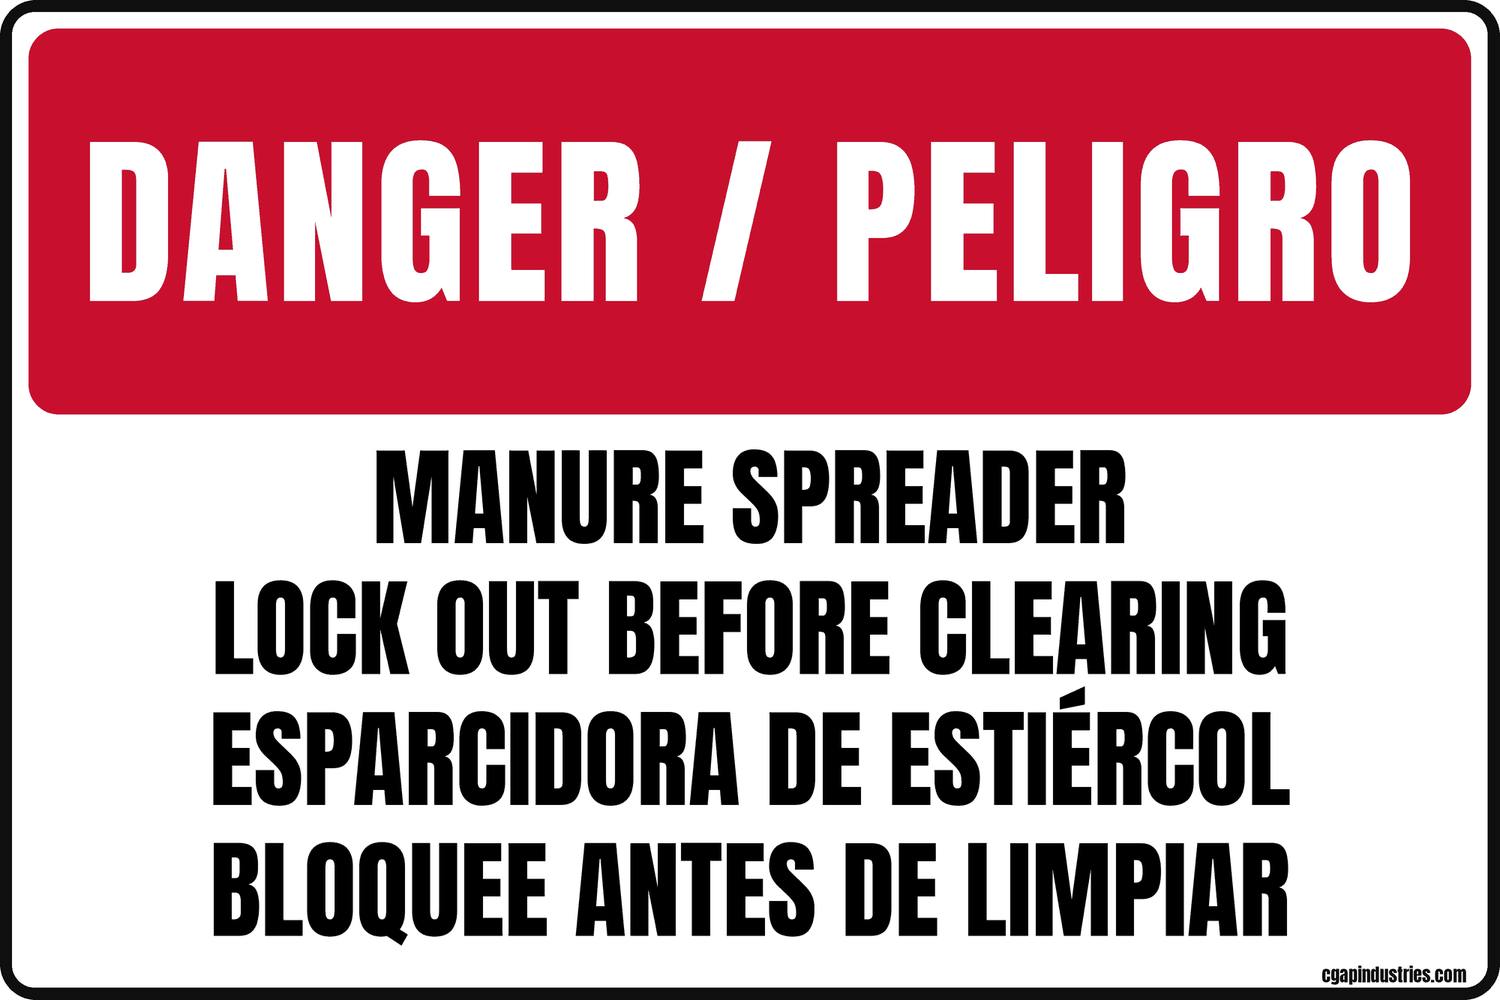 DANGER / PELIGRO
MANURE SPREADER
LOCK OUT BEFORE CLEARING
ESPARCIDORA DE ESTIÉRCOL
BLOQUEE ANTES DE LIMPIAR
cgapindustries.com